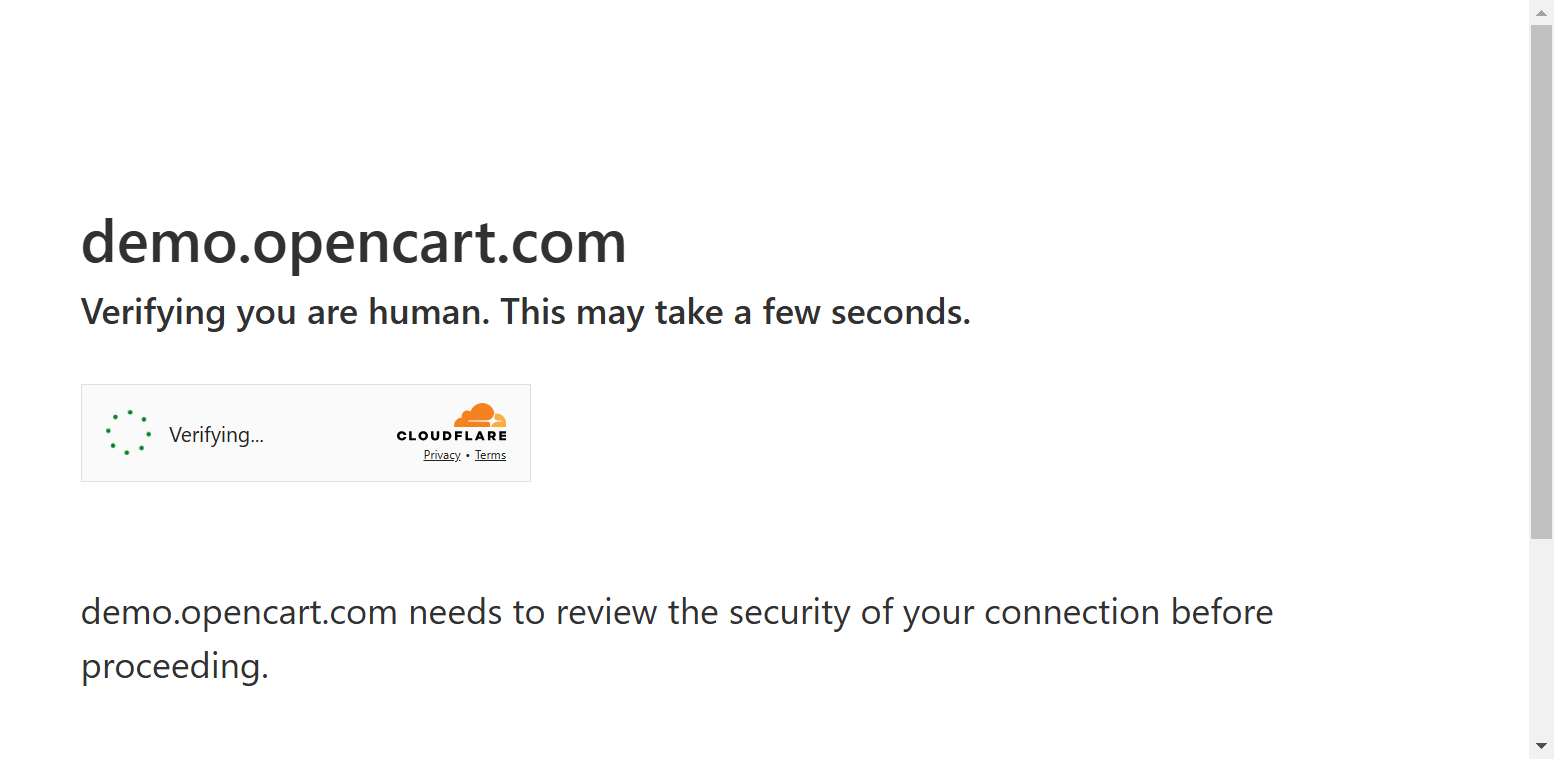 demo.opencart.com
Verifying you are human. This may take a few seconds.
Verifying...
CLOUDFLARE
Privacy • Terms
demo.opencart.com needs to review the security of your connection before
proceeding.